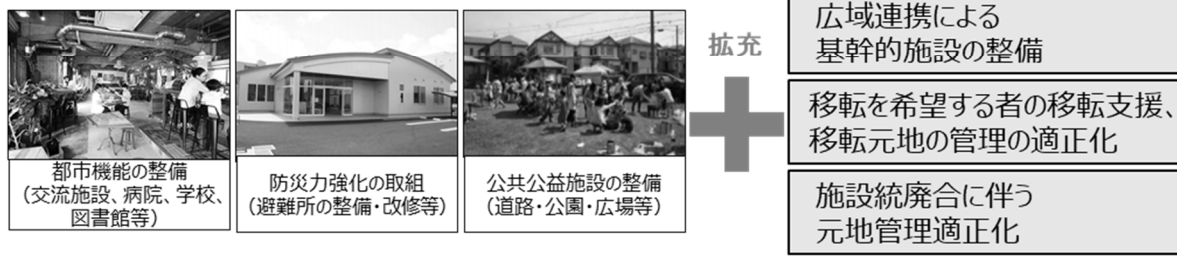 都市機能の整備
（交流施設、病院、学校、
図書館等）
防災力強化の取組
（避難所の整備・改修等）
公共公益施設の整備
（道路・公園・広場等）
拡充
広域連携による
基幹的施設の整備
移転を希望する者の移転支援、
移転元地の管理の適正化
施設統廃合に伴う
元地管理適正化